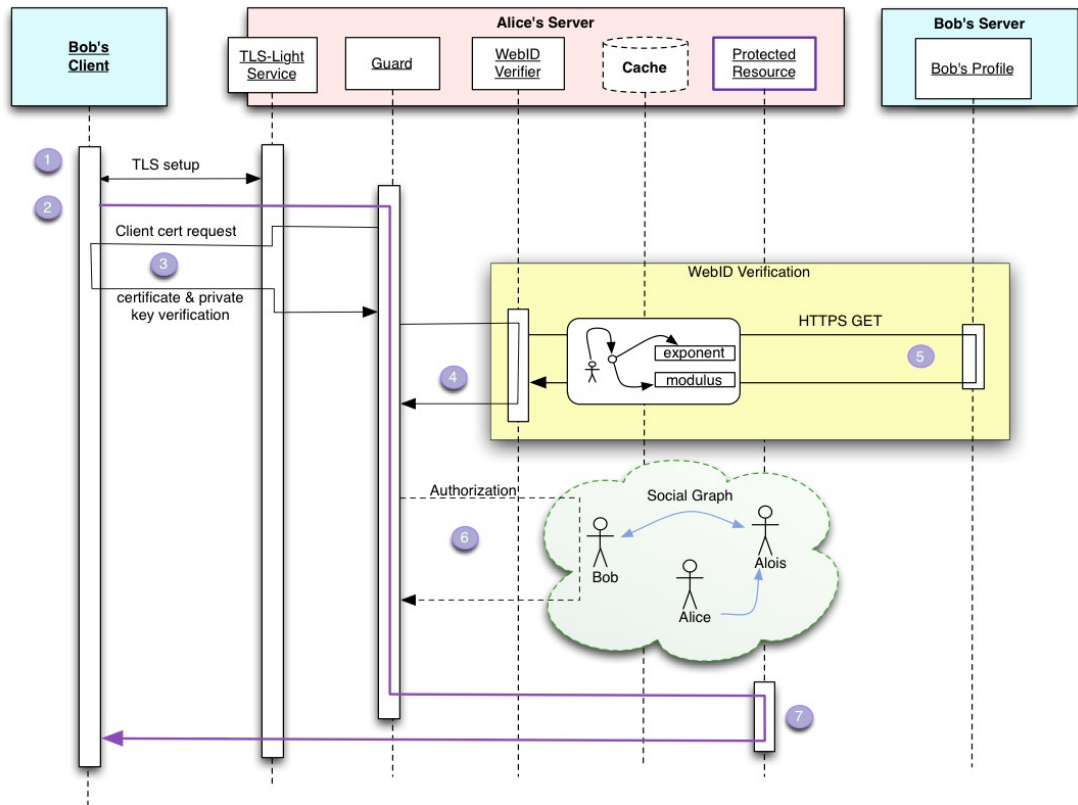 Alice's Server
Bob's Server
Bob's
Client
TLS-Light
Service
Guard
WebID
Verifier
Cache
Protected
Resource
Bob's Profile
1
TLS setup
2
Client cert request
3
certificate & private
key verification
WebID Verification
HTTPS GET
exponent
modulus
4
5
Authorization
6
Social Graph
Bob
Alois
Alice
7